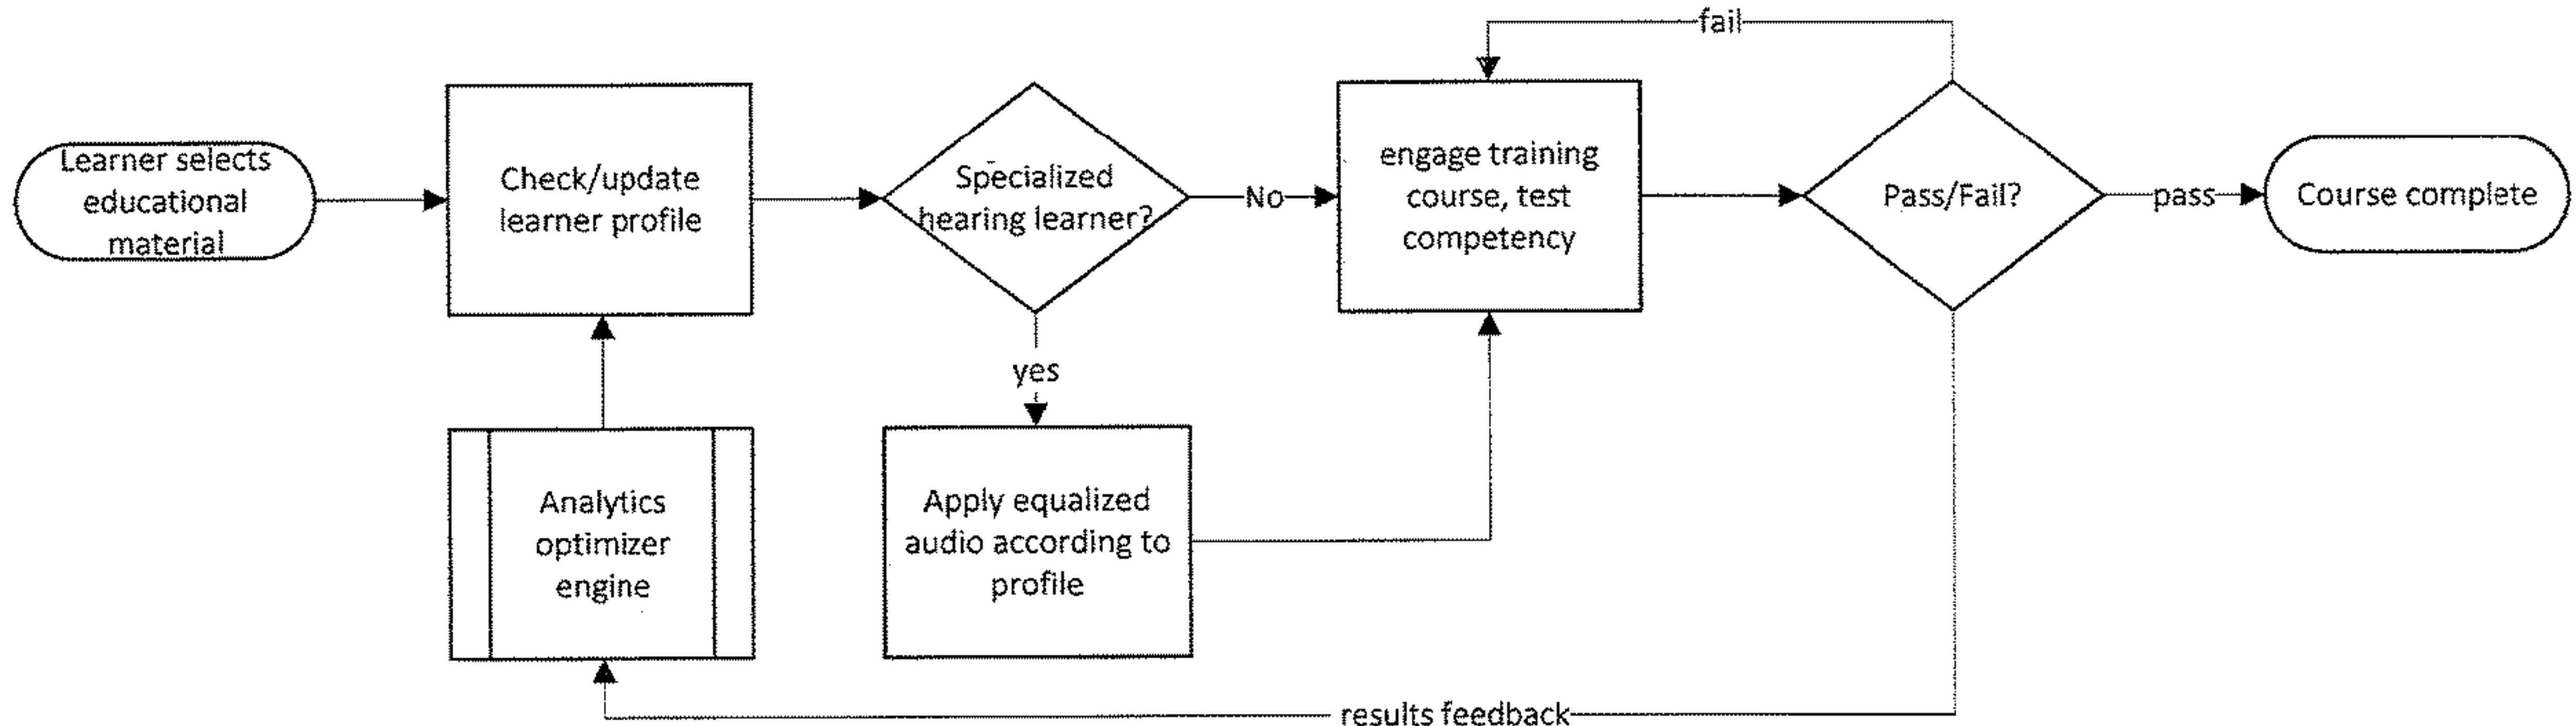 fail
Learner selects
educational
material
Check/update
learner profile
Specialized
hearing learner?
No
engage training
course, test
competency
Pass/Fail?
pass
Course complete
yes
Analytics
optimizer
engine
Apply equalized
audio according to
profile
results feedback